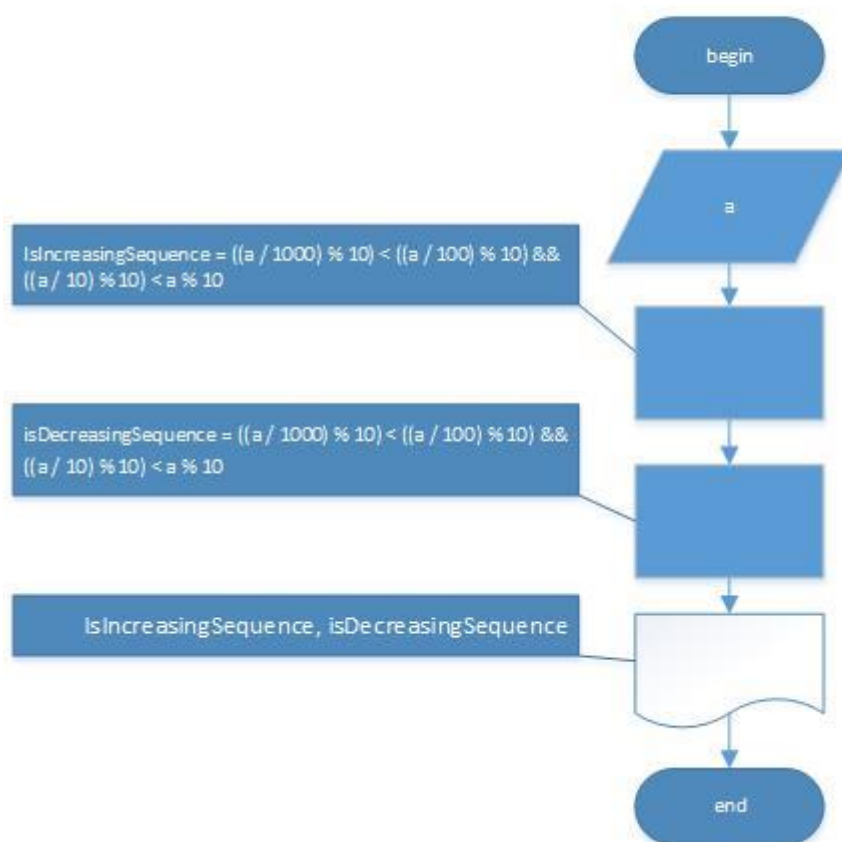 begin
a
IsIncreasingSequence = ((a / 1000) % 10) < ((a / 100) % 10) &&
((a / 10) % 10) < a % 10
isDecreasingSequence = ((a / 1000) % 10) < ((a / 100) % 10) &&
((a / 10) % 10) < a % 10
IsIncreasingSequence, isDecreasingSequence
end